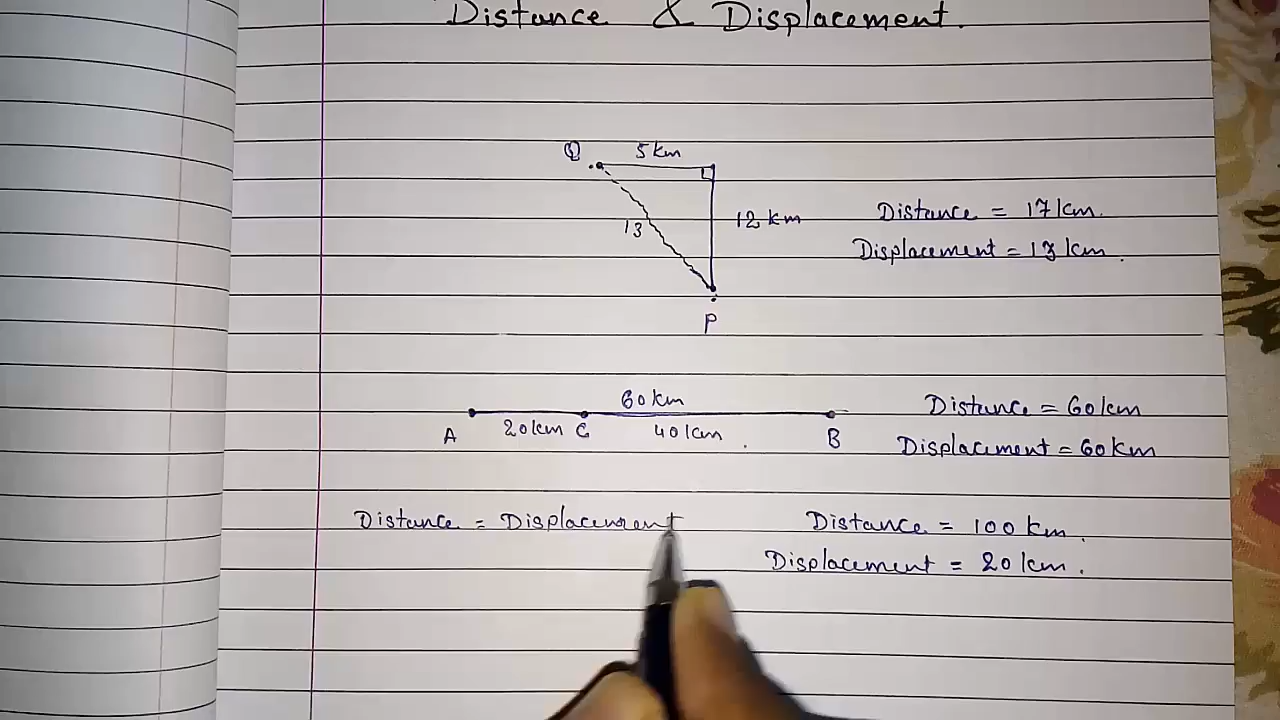 Distance & Displacement.
Q 5 km
12 km
13
P
Distance = 17 km.
Displacement = 13 km.
60 km
A 20 km C 40 km . B
Distance = 60 km
Displacement = 60 km
Distance = Displacement
Distance = 100 km.
Displacement = 20 km.